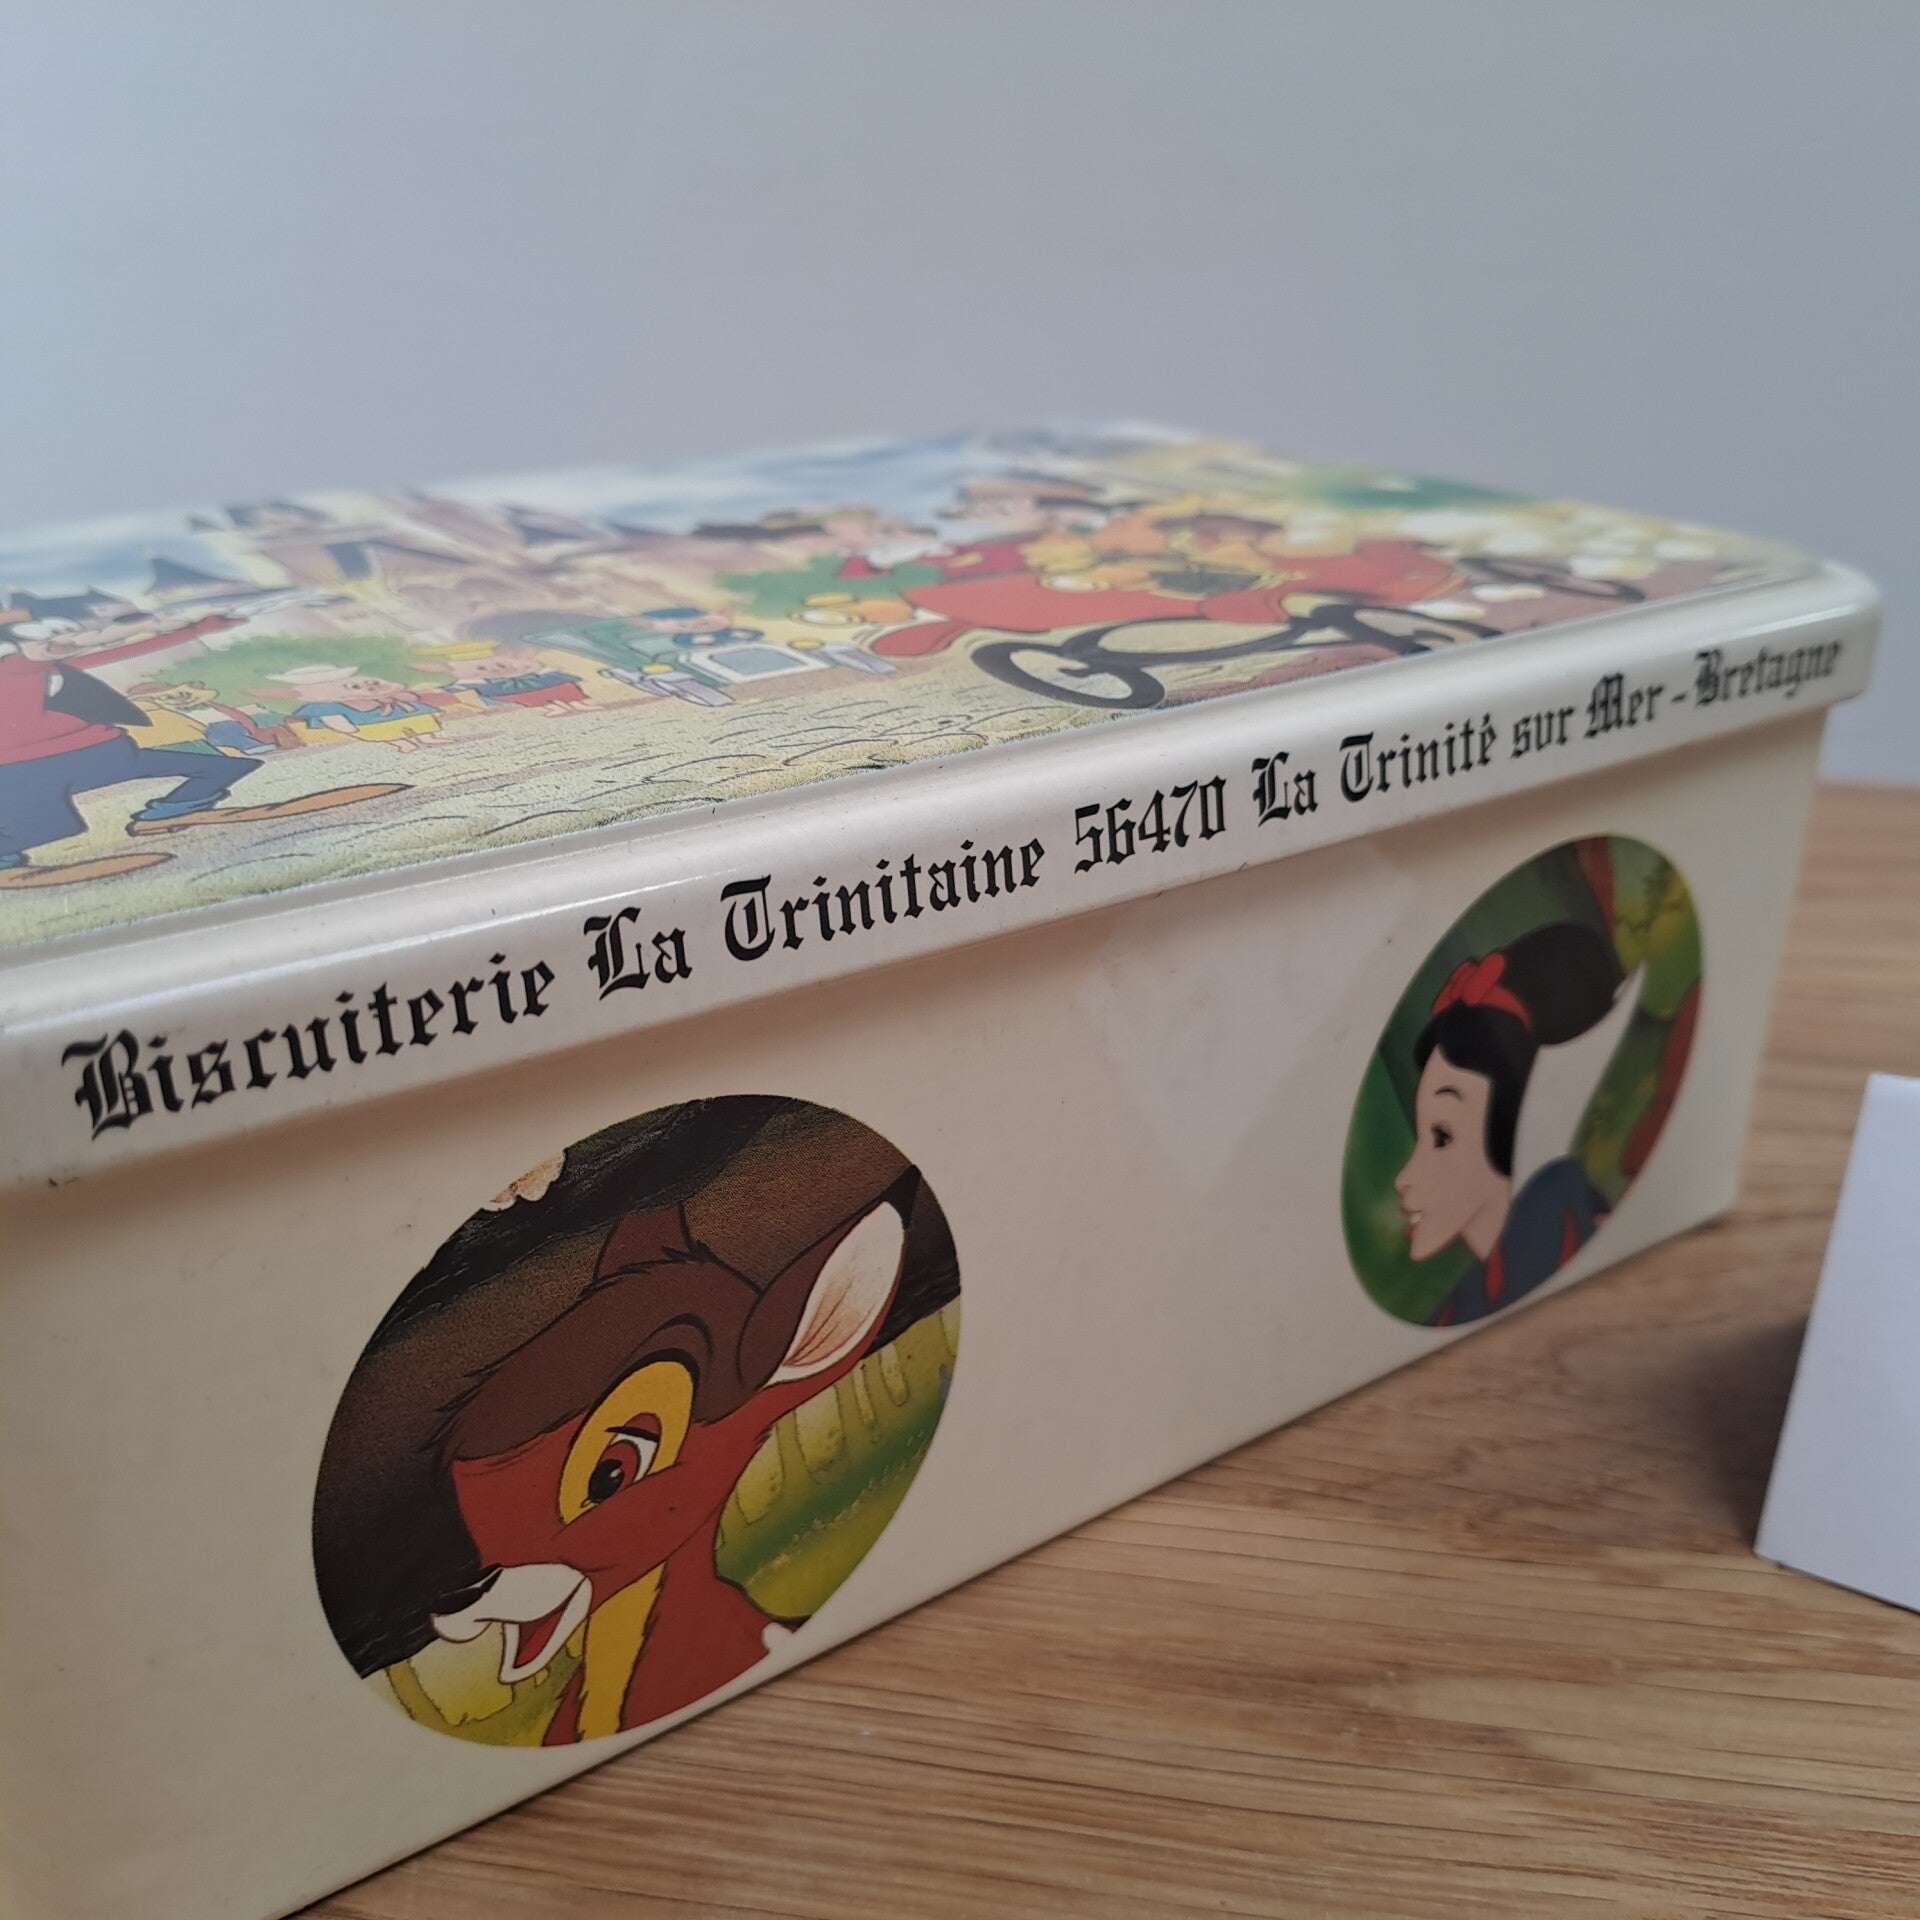 Biscuiterie La Trinitaine 56470 La Trinité sur Mer - Bretagne